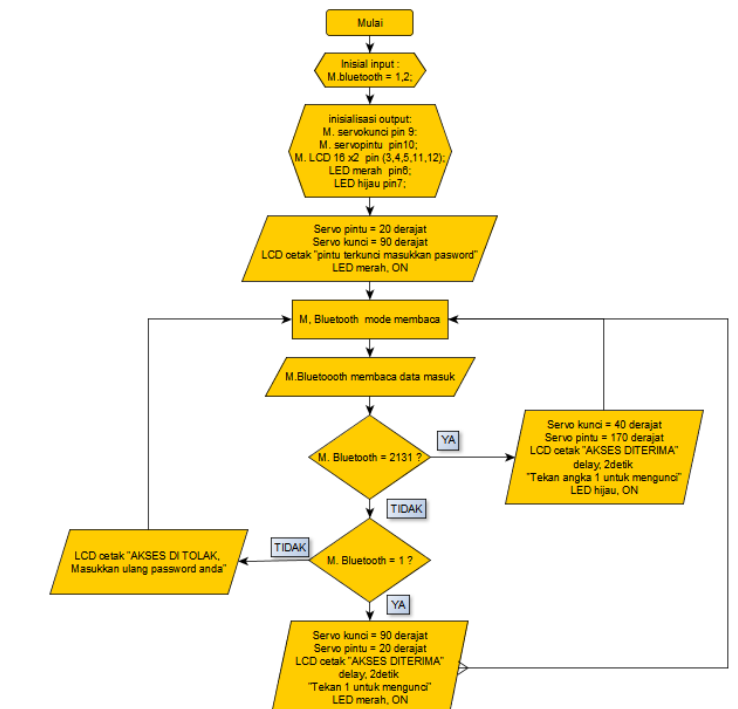 Mulai
Inisial input :
M.bluetooth = 1,2;
inisialisasi output:
M. servokunci pin 9:
M. servopintu  pin10;
M. LCD 16 x2  pin (3,4,5,11,12);
LED merah  pin6;
LED hijau pin7;
Servo pintu = 20 derajat
Servo kunci = 90 derajat
LCD cetak "pintu terkunci masukkan pasword"
LED merah, ON
M, Bluetooth  mode membaca
M.Bluetoooth membaca data masuk
M. Bluetooth = 2131 ?
YA
Servo kunci = 40 derajat
Servo pintu = 170 derajat
LCD cetak "AKSES DITERIMA"
delay, 2detik
"Tekan angka 1 untuk mengunci"
LED hijau, ON
TIDAK
M. Bluetooth = 1 ?
TIDAK
LCD cetak "AKSES DI TOLAK,
Masukkan ulang password anda"
YA
Servo kunci = 90 derajat
Servo pintu = 20 derajat
LCD cetak "AKSES DITERIMA"
delay, 2detik
"Tekan 1 untuk mengunci"
LED merah, ON